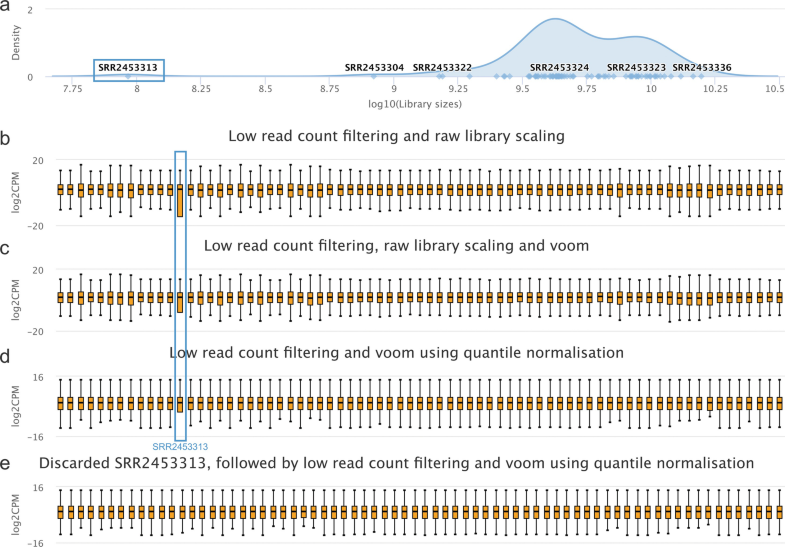 a
2
Density
0
SRR2453313
SRR2453304
SRR2453322
SRR2453324
SRR2453323
SRR2453336
7.75 8 8.25 8.5 8.75 9 9.25 9.5 9.75 10 10.25 10.5
log10(Library sizes)
b
Low read count filtering and raw library scaling
20
log2CPM
-20
c
Low read count filtering, raw library scaling and voom
20
log2CPM
-20
d
Low read count filtering and voom using quantile normalisation
16
log2CPM
-16
SRR2453313
e
Discarded SRR2453313, followed by low read count filtering and voom using quantile normalisation
16
log2CPM
-16